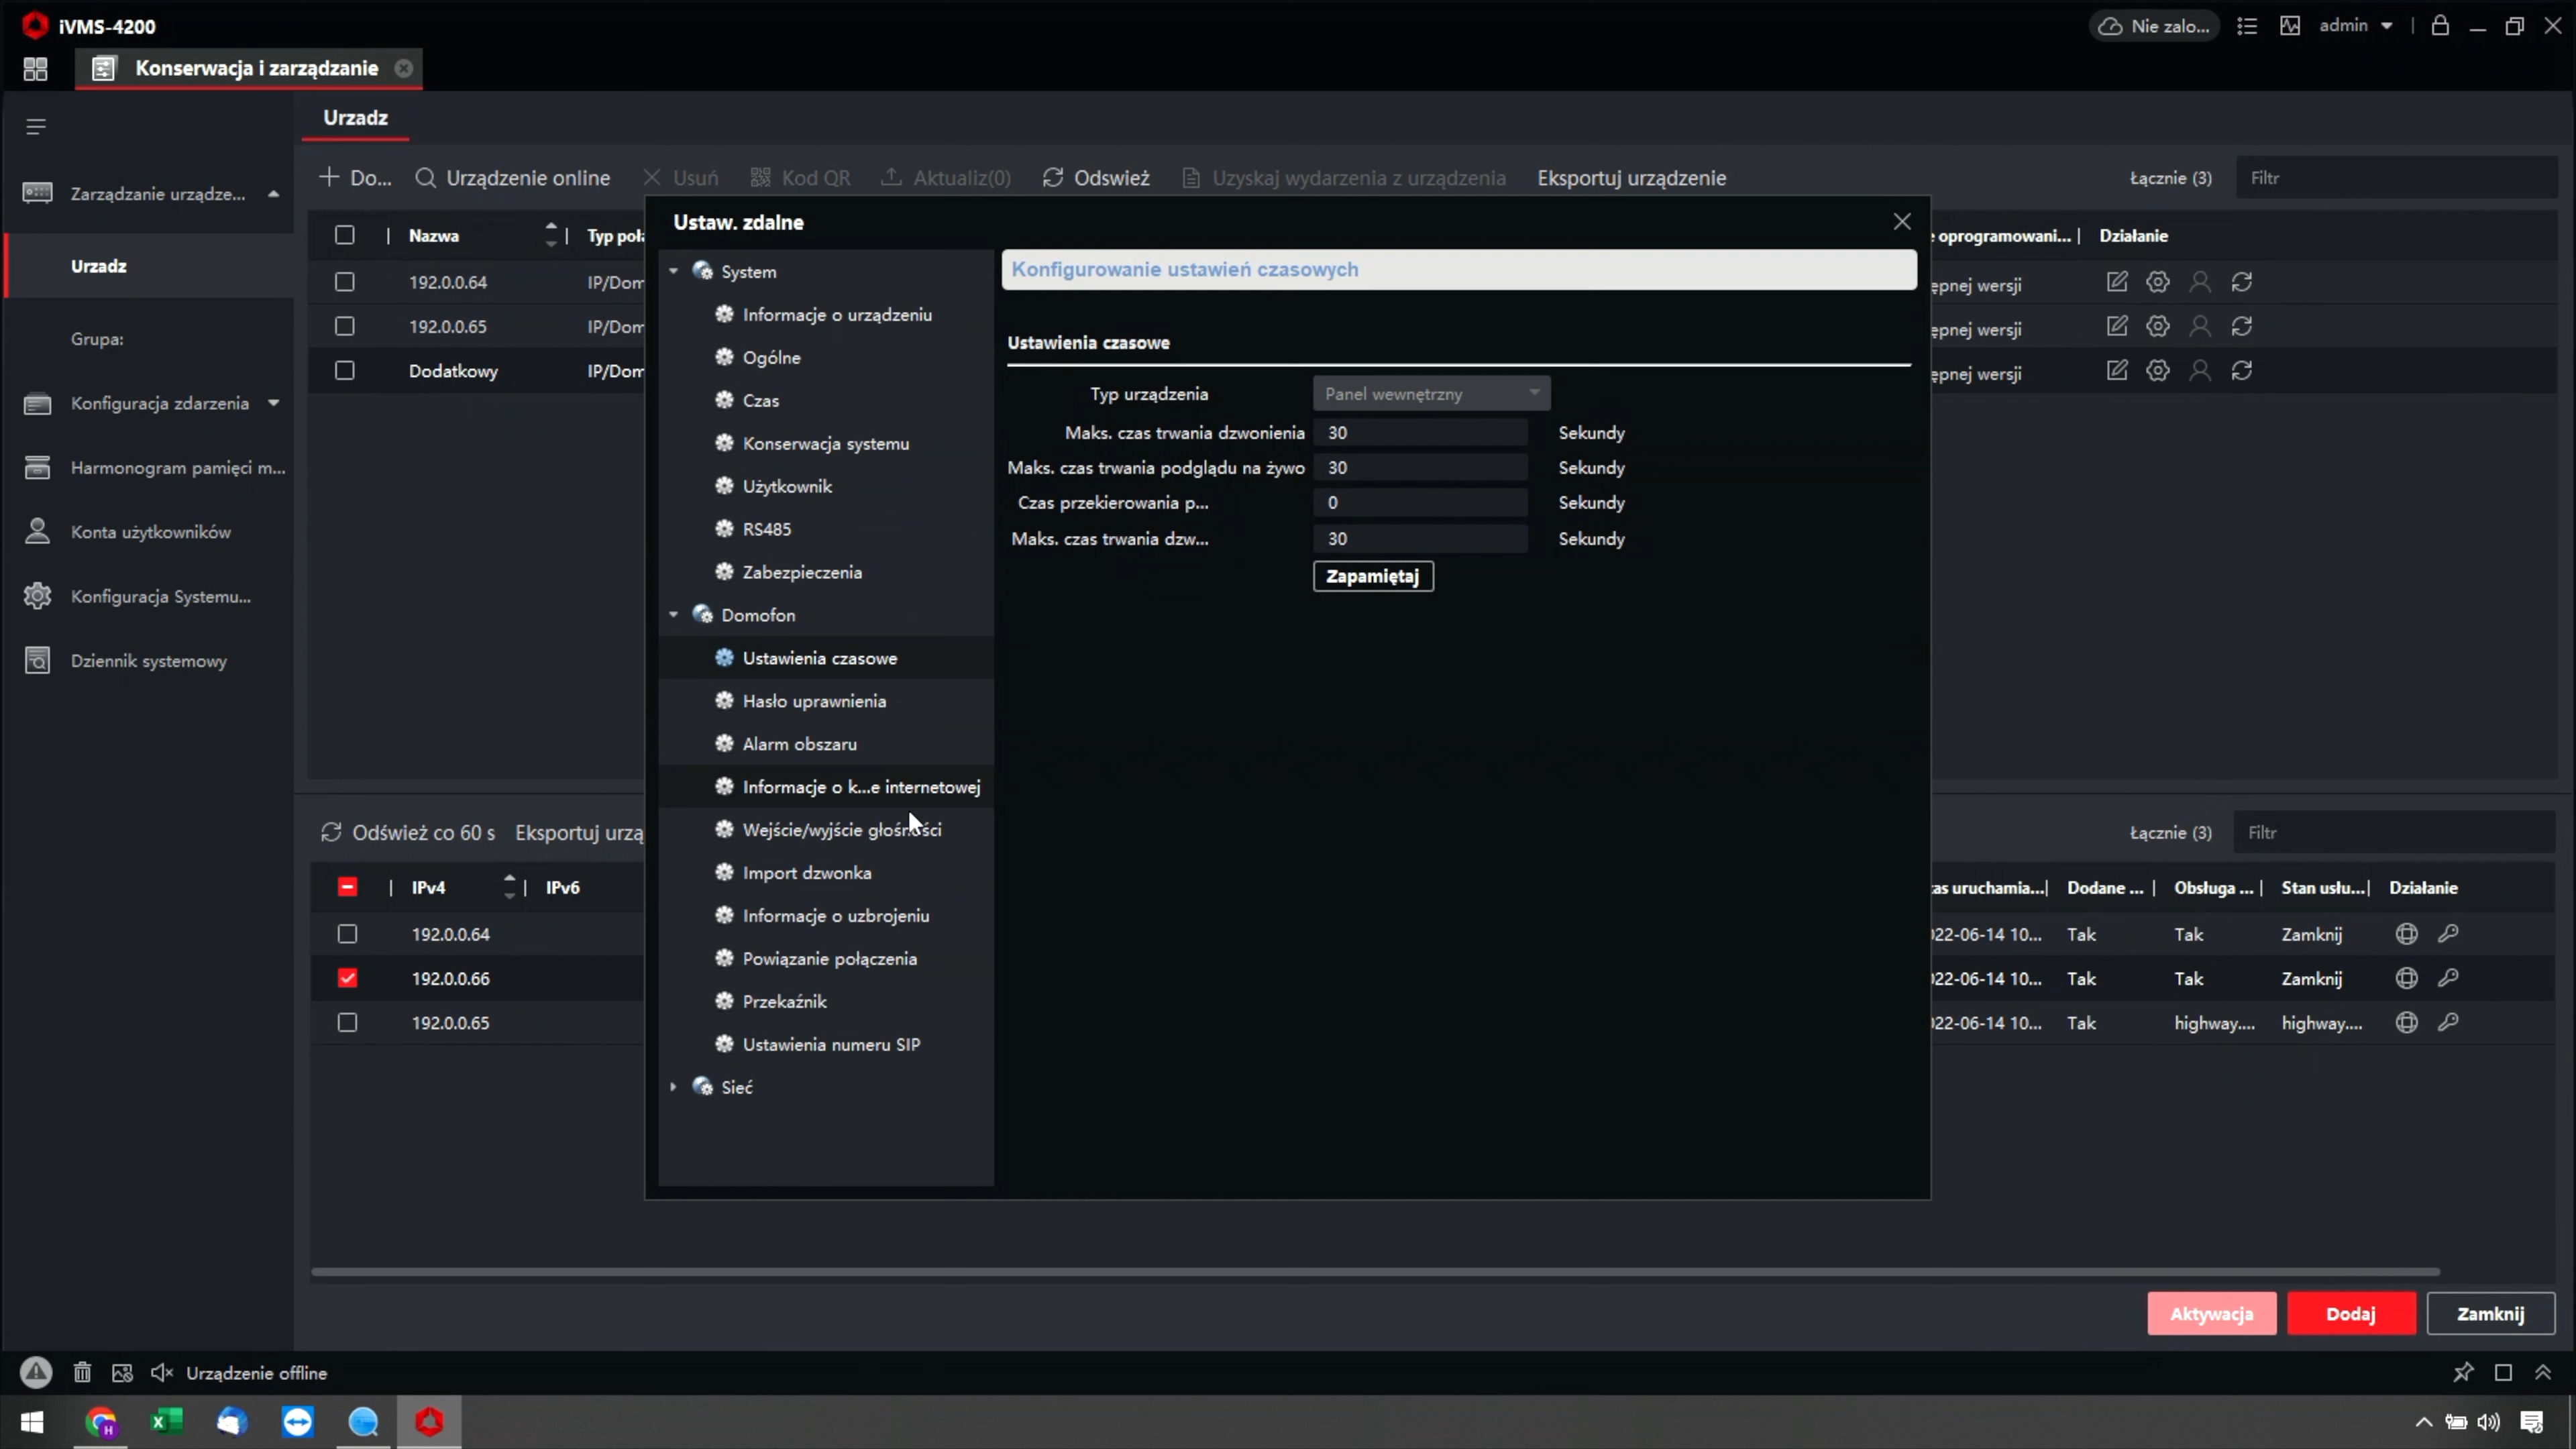 iVMS-4200
Nie zalo...
admin
Konserwacja i zarządzanie
Urzadz
Zarządzanie urządze...
Urzadz
Grupa:
Konfiguracja zdarzenia
Harmonogram pamięci m...
Konta użytkowników
Konfiguracja Systemu...
Dziennik systemowy
Do...
Urządzenie online
Usuń
Kod QR
Aktualiz(0)
Odswież
Uzyskaj wydarzenia z urządzenia
Eksportuj urządzenie
Łącznie (3)
Filtr
Nazwa
Typ poł
oprogramowani...
Działanie
192.0.0.64
IP/Dom
ępnej wersji
192.0.0.65
IP/Dom
ępnej wersji
Dodatkowy
IP/Dom
ępnej wersji
Ustaw. zdalne
System
Informacje o urządzeniu
Ogólne
Czas
Konserwacja systemu
Użytkownik
RS485
Zabezpieczenia
Domofon
Ustawienia czasowe
Hasło uprawnienia
Alarm obszaru
Informacje o k...e internetowej
Wejście/wyjście głośności
Import dzwonka
Informacje o uzbrojeniu
Powiązanie połączenia
Przekaźnik
Ustawienia numeru SIP
Sieć
Konfigurowanie ustawień czasowych
Ustawienia czasowe
Typ urządzenia
Panel wewnętrzny
Maks. czas trwania dzwonienia
30
Sekundy
Maks. czas trwania podglądu na żywo
30
Sekundy
Czas przekierowania p...
0
Sekundy
Maks. czas trwania dzw...
30
Sekundy
Zapamiętaj
Odśwież co 60 s
Eksportuj urzą
Łącznie (3)
Filtr
IPv4
IPv6
as uruchamia...
Dodane ...
Obsługa ...
Stan usłu...
Działanie
192.0.0.64
022-06-14 10...
Tak
Tak
Zamknij
192.0.0.66
022-06-14 10...
Tak
Tak
Zamknij
192.0.0.65
022-06-14 10...
Tak
highway....
highway....
Aktywacja
Dodaj
Zamknij
Urządzenie offline